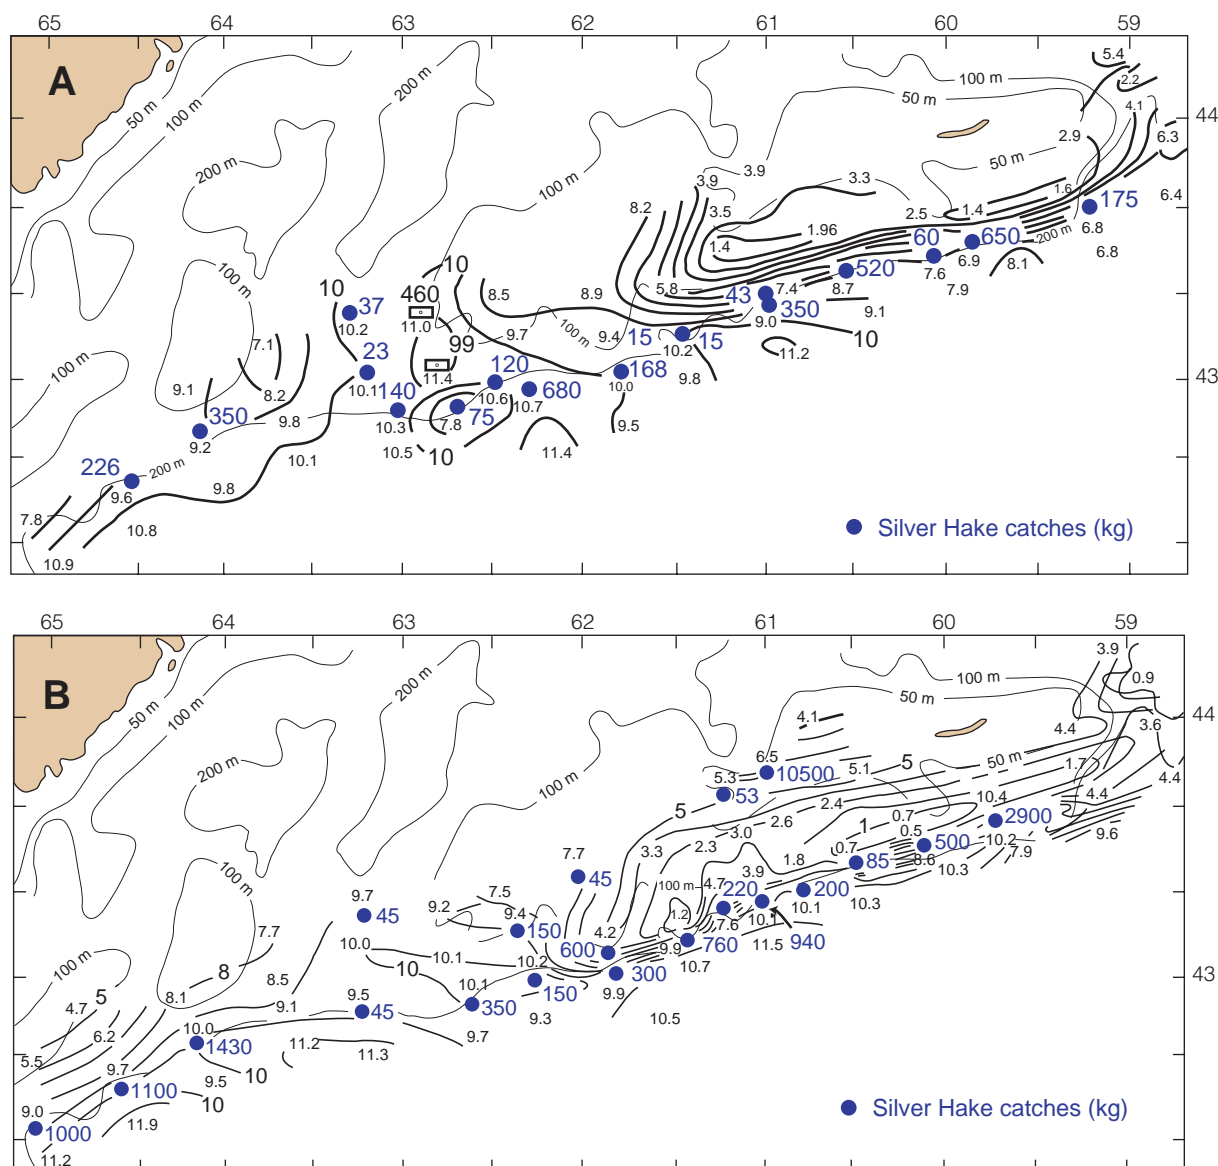 65 64 63 62 61 60 59
A
50 m 100 m 200 m 100 m 50 m 5.4 2.2
44
4.1 6.3 2.9
200 m 100 m 3.9 3.9 3.3 50 m 1.6 6.4
8.2 3.5 1.96 2.5 1.4 175
1.4 60 650 200 m 6.8 6.8
100 m 10 520 7.6 6.9 8.1 7.9
10 37 460 8.5 8.9 5.8 43 7.4 8.7
10.2 11.0 9.7 100 m 9.4 15 15 350 9.0 9.1
7.1 23 99 10.2 11.2 10
100 m 10.1 11.4 120 168 9.8 43
9.1 8.2 140 10.6 680 10.0
350 9.8 10.3 75 10.7 9.5
9.2 7.8
226 200 m 10.1 10.5 10 11.4
9.6 9.8
7.8 10.8 Silver Hake catches (kg)
10.9
65 64 63 62 61 60 59
B
50 m 100 m 200 m 100 m 50 m 3.9 0.9
44
4.1 4.4 3.6
200 m 100 m 6.5 10500 5.1 5 50 m 1.7 4.4
5.3 53 10.4 4.4
5 2.6 2.4 0.7 2900
3.0 1 0.5 500 10.2 9.6
100 m 7.7 3.3 2.3 0.7 85 8.6 7.9
45 1.8 10.3
9.7 7.5 100 m 4.7 3.9 220 200
45 9.2 9.4 150 4.2 1.2 7.6 10.1 10.1 10.3
7.7 10.0 600 9.9 760 11.5 940
100 m 8 10.1 10.2 300 10.7 43
8.5 10 10.1 150 9.9
5 4.7 8.1 9.1 9.5 45 350 9.3 10.5
6.2 10.0 1430 9.7
5.5 11.2 11.3
9.7 1100 9.5 10
9.0 10
1000 11.9 Silver Hake catches (kg)
11.2